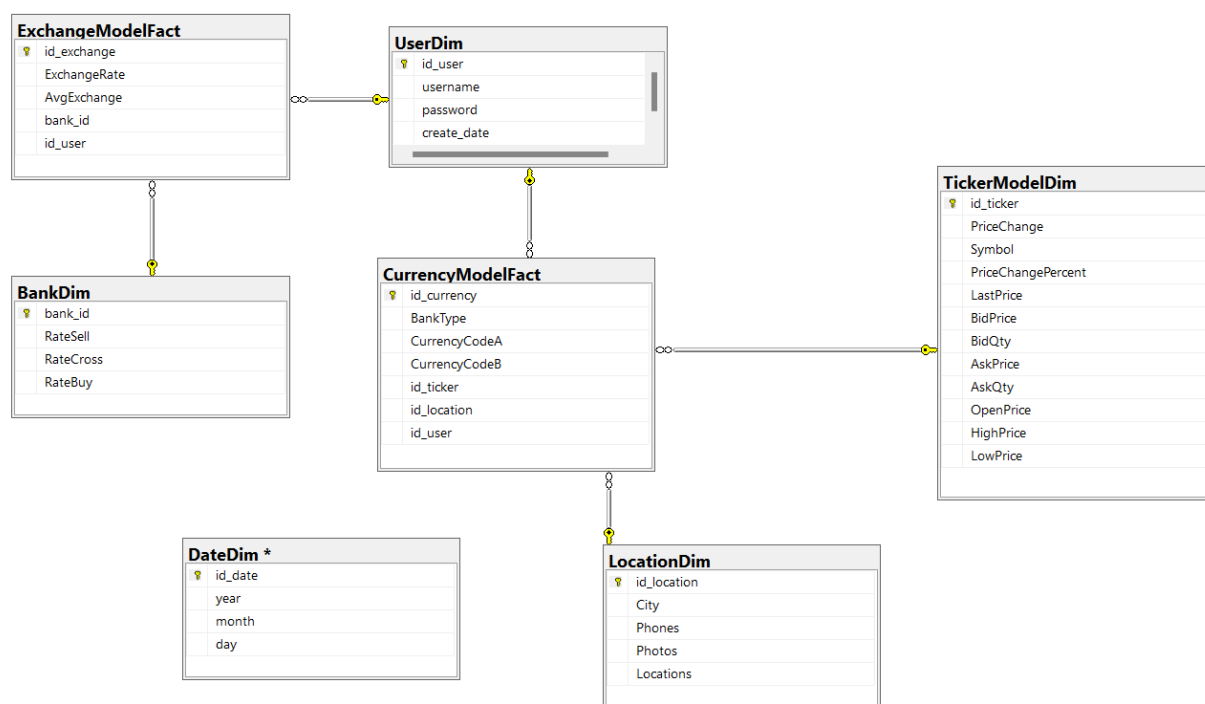 ExchangeModelFact
id_exchange
ExchangeRate
AvgExchange
bank_id
id_user
UserDim
id_user
username
password
create_date
BankDim
bank_id
RateSell
RateCross
RateBuy
CurrencyModelFact
id_currency
BankType
CurrencyCodeA
CurrencyCodeB
id_ticker
id_location
id_user
TickerModelDim
id_ticker
PriceChange
Symbol
PriceChangePercent
LastPrice
BidPrice
BidQty
AskPrice
AskQty
OpenPrice
HighPrice
LowPrice
DateDim *
id_date
year
month
day
LocationDim
id_location
City
Phones
Photos
Locations